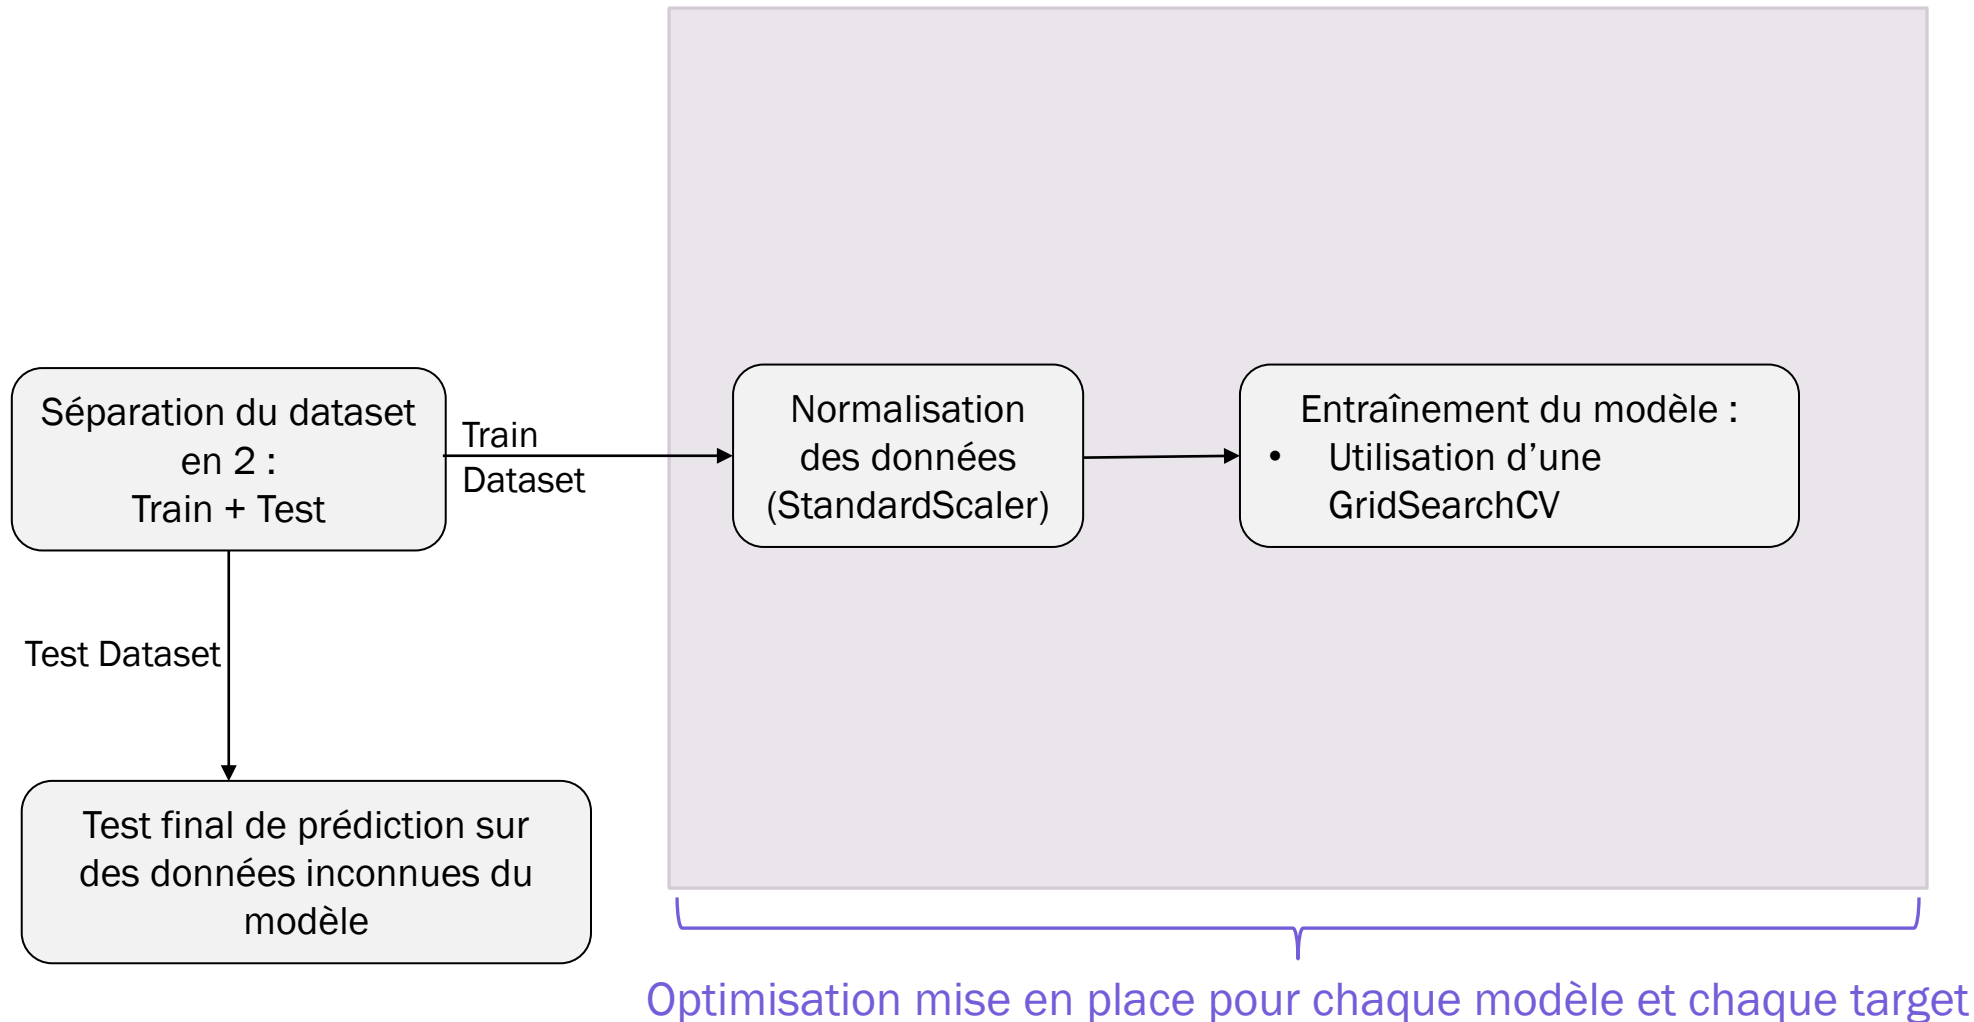 Séparation du dataset
en 2 :
Train + Test
Train
Dataset
Normalisation
des données
(StandardScaler)
Entraînement du modèle :
• Utilisation d’une
GridSearchCV
Test Dataset
Test final de prédiction sur
des données inconnues du
modèle
Optimisation mise en place pour chaque modèle et chaque target